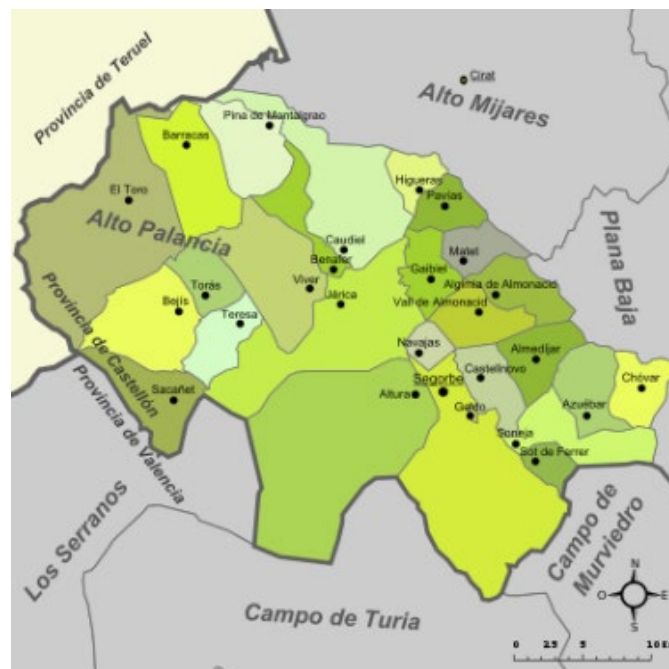 Provincia de Teruel
Cirat
Alto Mijares
Pina de Montalgrao
Barracas
Higueras
Pavías
El Toro
Alto Palancia
Plana Baja
Caudiel
Matet
Benafer
Gaibiel
Algimia de Almonacid
Torás
Viver
Vall de Almonacid
Bejís
Jérica
Teresa
Provincia de Castellón
Navajas
Almedíjar
Sacañet
Segorbe
Castelnovo
Chóvar
Altura
Geldo
Azuébar
Provincia de Valencia
Soneja
Sot de Ferrer
Los Serranos
Campo de
Murviedro
Campo de Turia
N
O
E
S
0 25 5 10